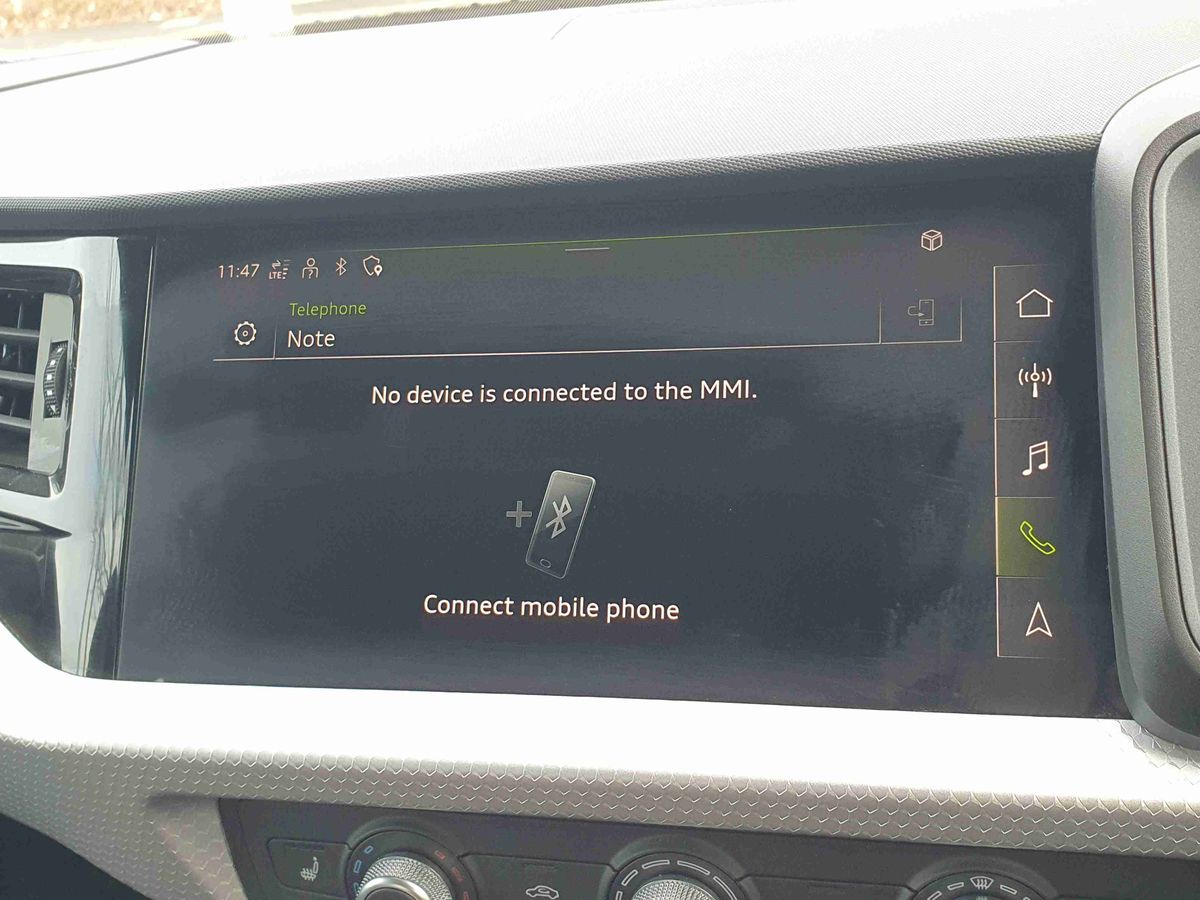 11:47 LTE
Telephone
Note
No device is connected to the MMI.
Connect mobile phone